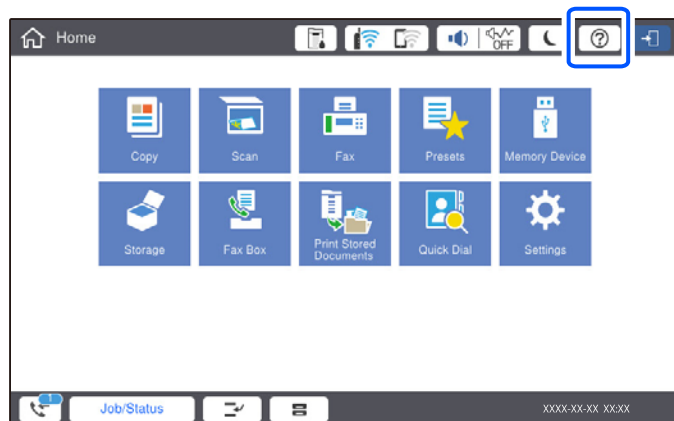 Home
OFF
?
Copy
Scan
Fax
Presets
Memory Device
Storage
Fax Box
Print Stored
Documents
Quick Dial
Settings
1
Job/Status
XXXX-XX-XX XX:XX